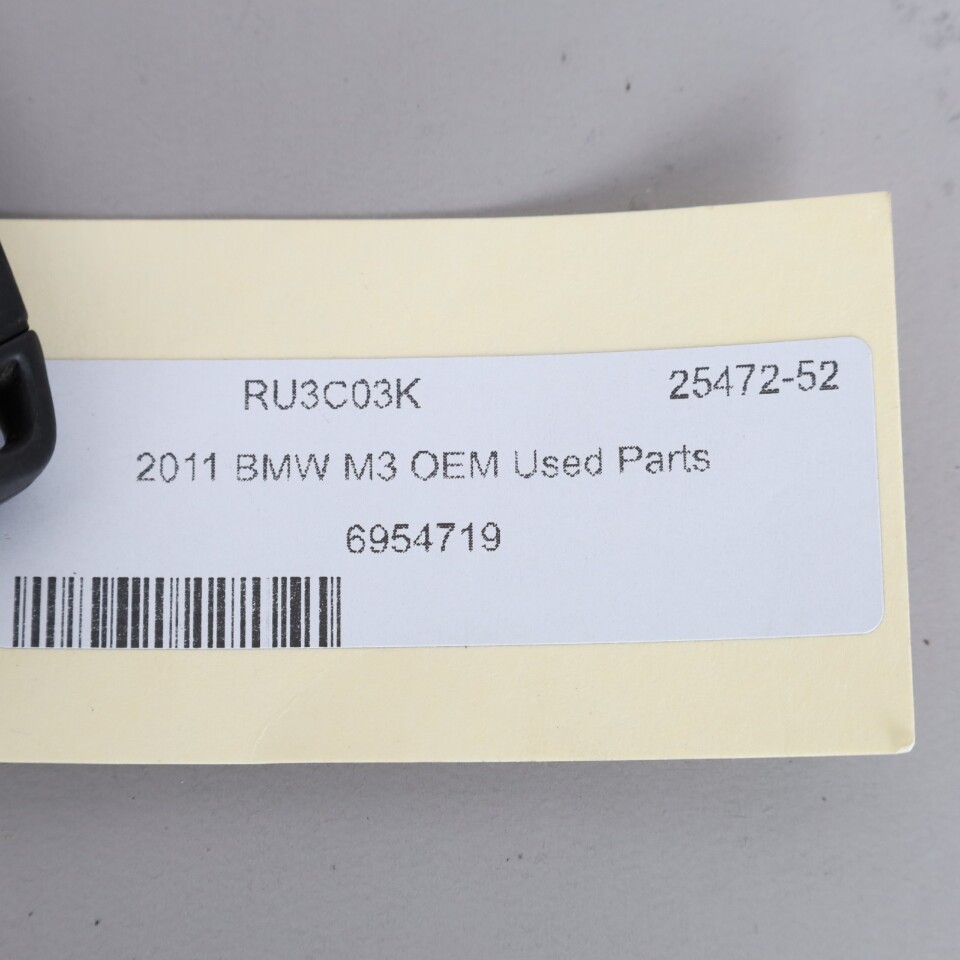 RU3C03K 25472-52
2011 BMW M3 OEM Used Parts
6954719